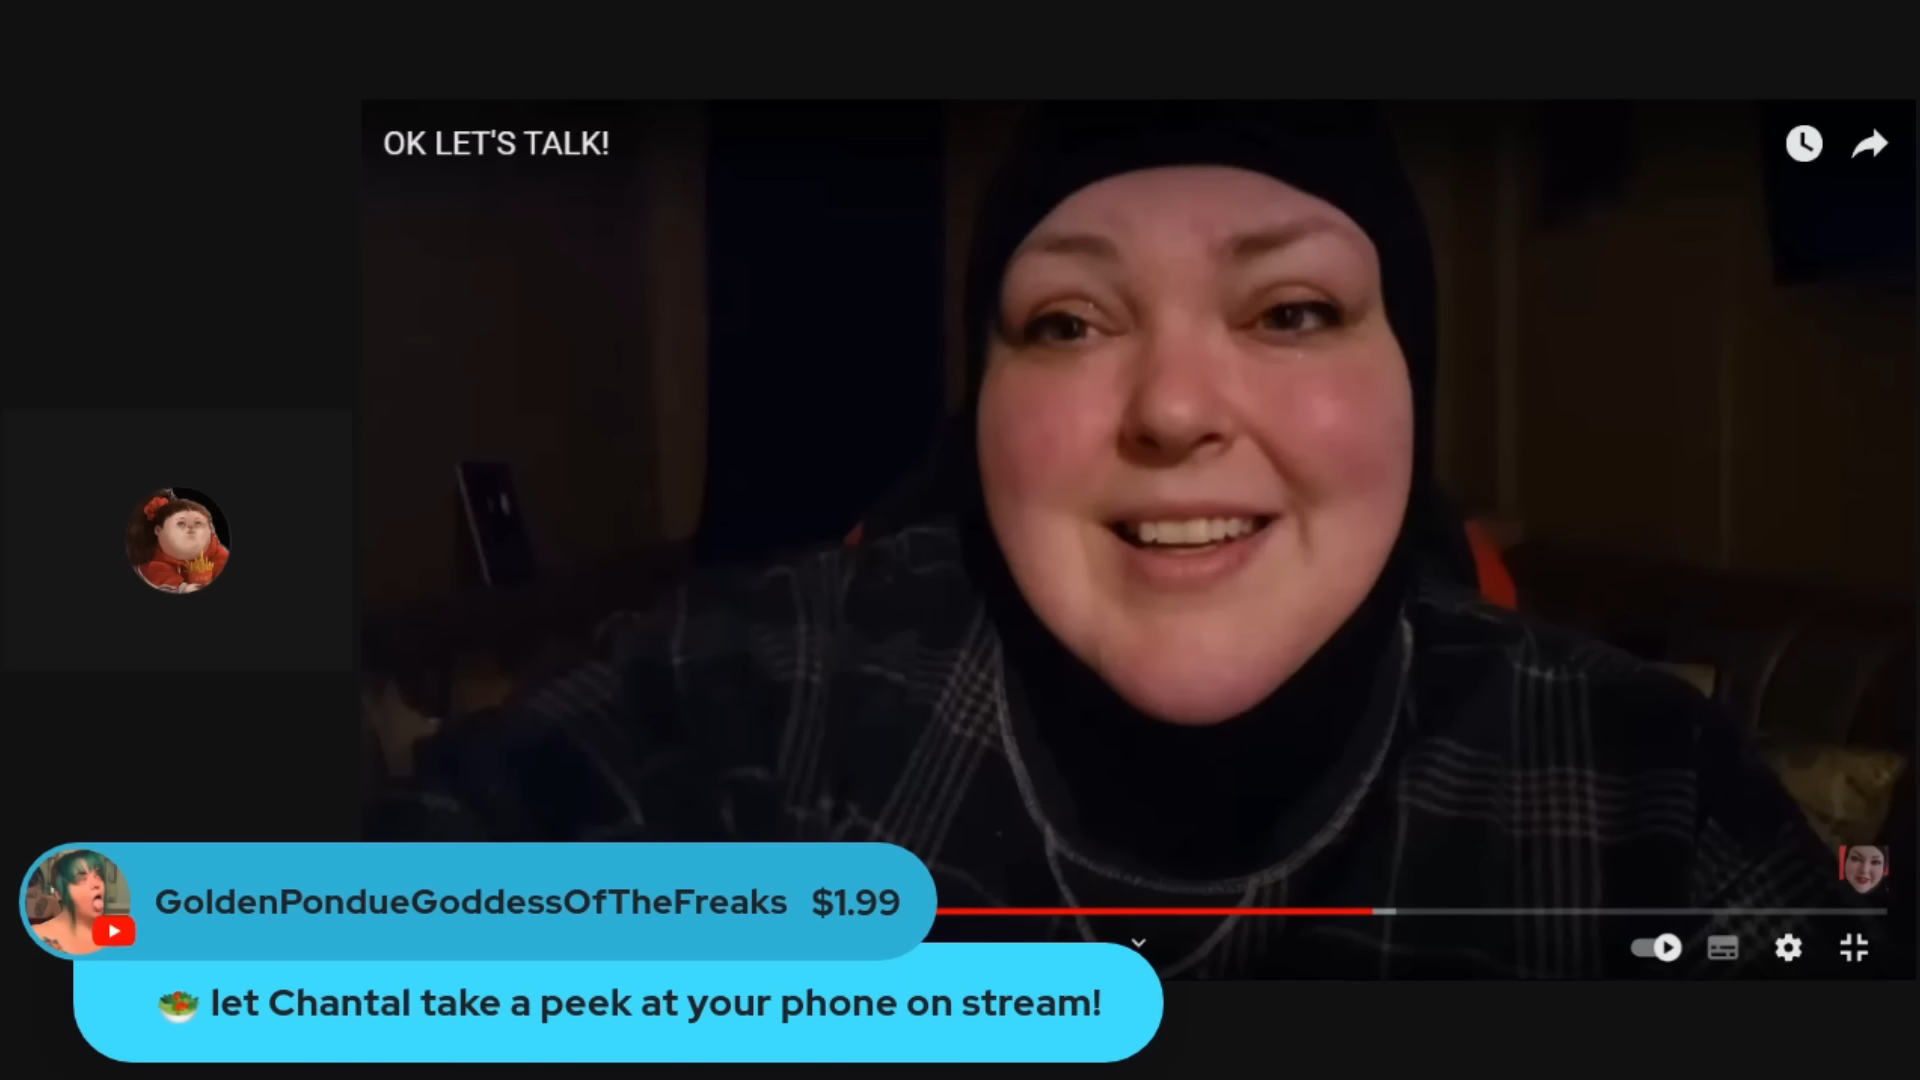 OK LET'S TALK!
GoldenPondueGoddessOfTheFreaks $1.99
🥗 let Chantal take a peek at your phone on stream!